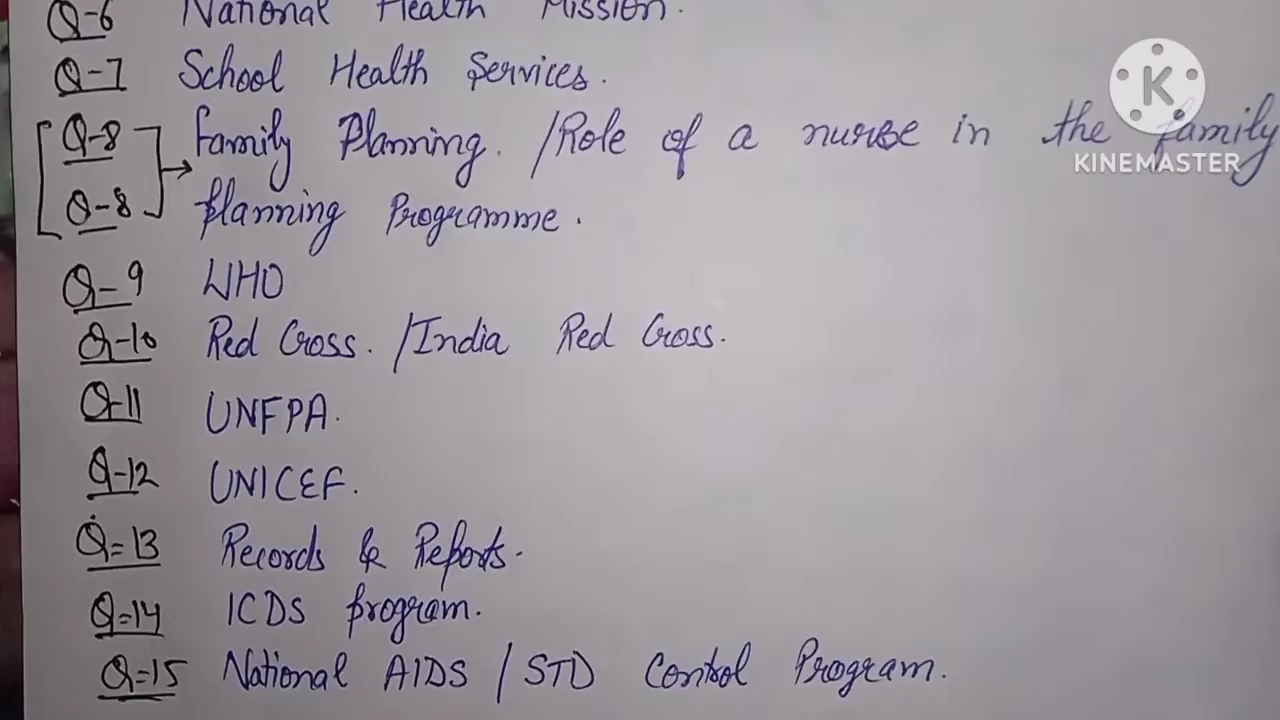 Q-6 National Health Mission.
Q-7 School Health Services.
Q-8 Family Planning. /Role of a nurse in the family
Q-8 planning Programme.
Q-9 WHO
Q-10 Red Cross. /India Red Cross.
Q-11 UNFPA.
Q-12 UNICEF.
Q=13 Records & Reports.
Q=14 ICDS program.
Q=15 National AIDS / STD Control Program.
K
KINEMASTER